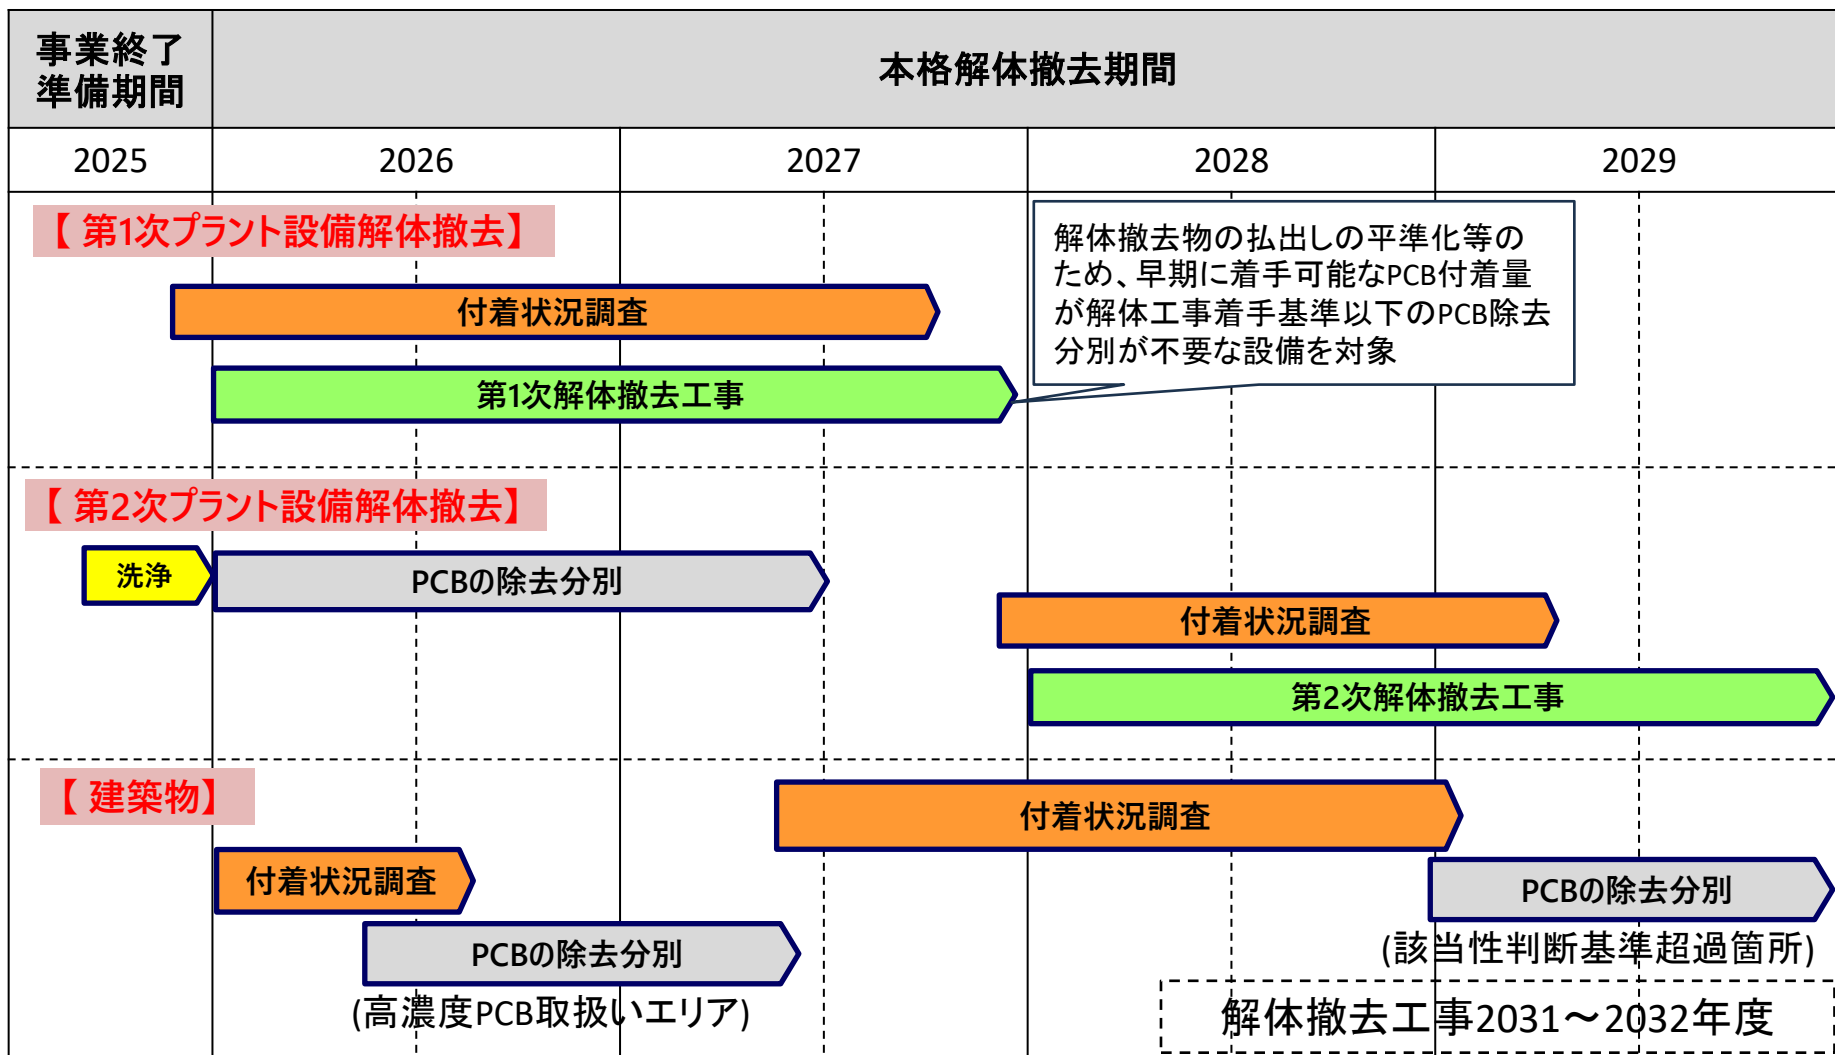 事業終了
準備期間
本格解体撤去期間
2025
2026
2027
2028
2029
【 第1次プラント設備解体撤去】
解体撤去物の払出しの平準化等の
ため、早期に着手可能なPCB付着量
が解体工事着手基準以下のPCB除去
分別が不要な設備を対象
付着状況調査
第1次解体撤去工事
【 第2次プラント設備解体撤去】
洗浄
PCBの除去分別
付着状況調査
第2次解体撤去工事
【 建築物】
付着状況調査
付着状況調査
PCBの除去分別
(該当性判断基準超過箇所)
PCBの除去分別
(高濃度PCB取扱いエリア)
解体撤去工事2031～2032年度